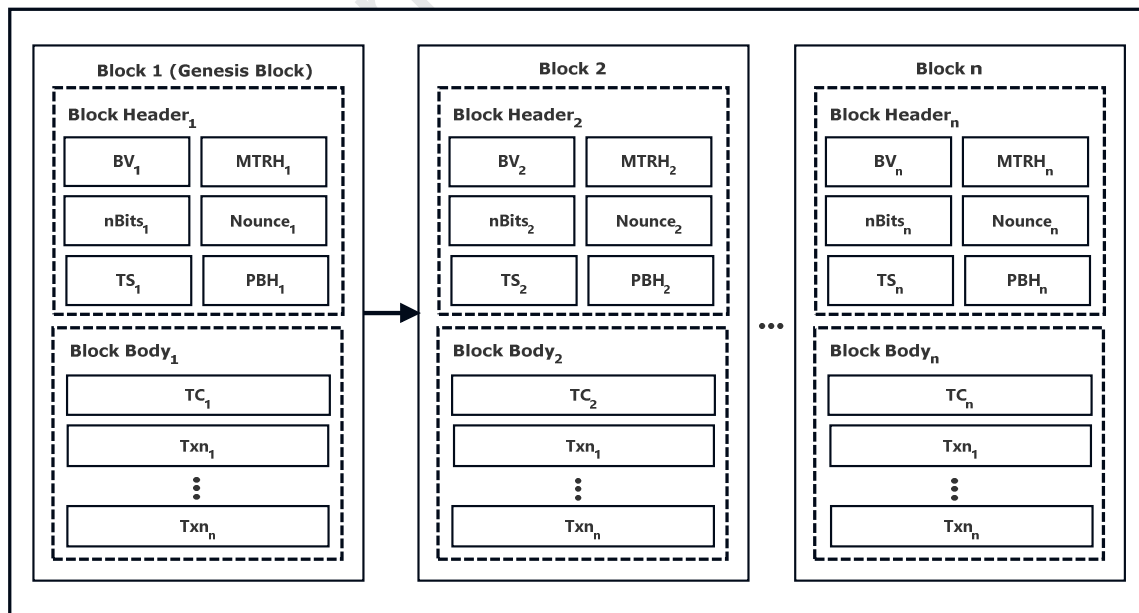 Block 1 (Genesis Block)
Block Header1
BV1 MTRH1
nBits1 Nounce1
TS1 PBH1
Block Body1
TC1
Txn1
Txnn
Block 2
Block Header2
BV2 MTRH2
nBits2 Nounce2
TS2 PBH2
Block Body2
TC2
Txn1
Txnn
...
Block n
Block Headern
BVn MTRHn
nBitsn Nouncen
TSn PBHn
Block Bodyn
TCn
Txn1
Txnn